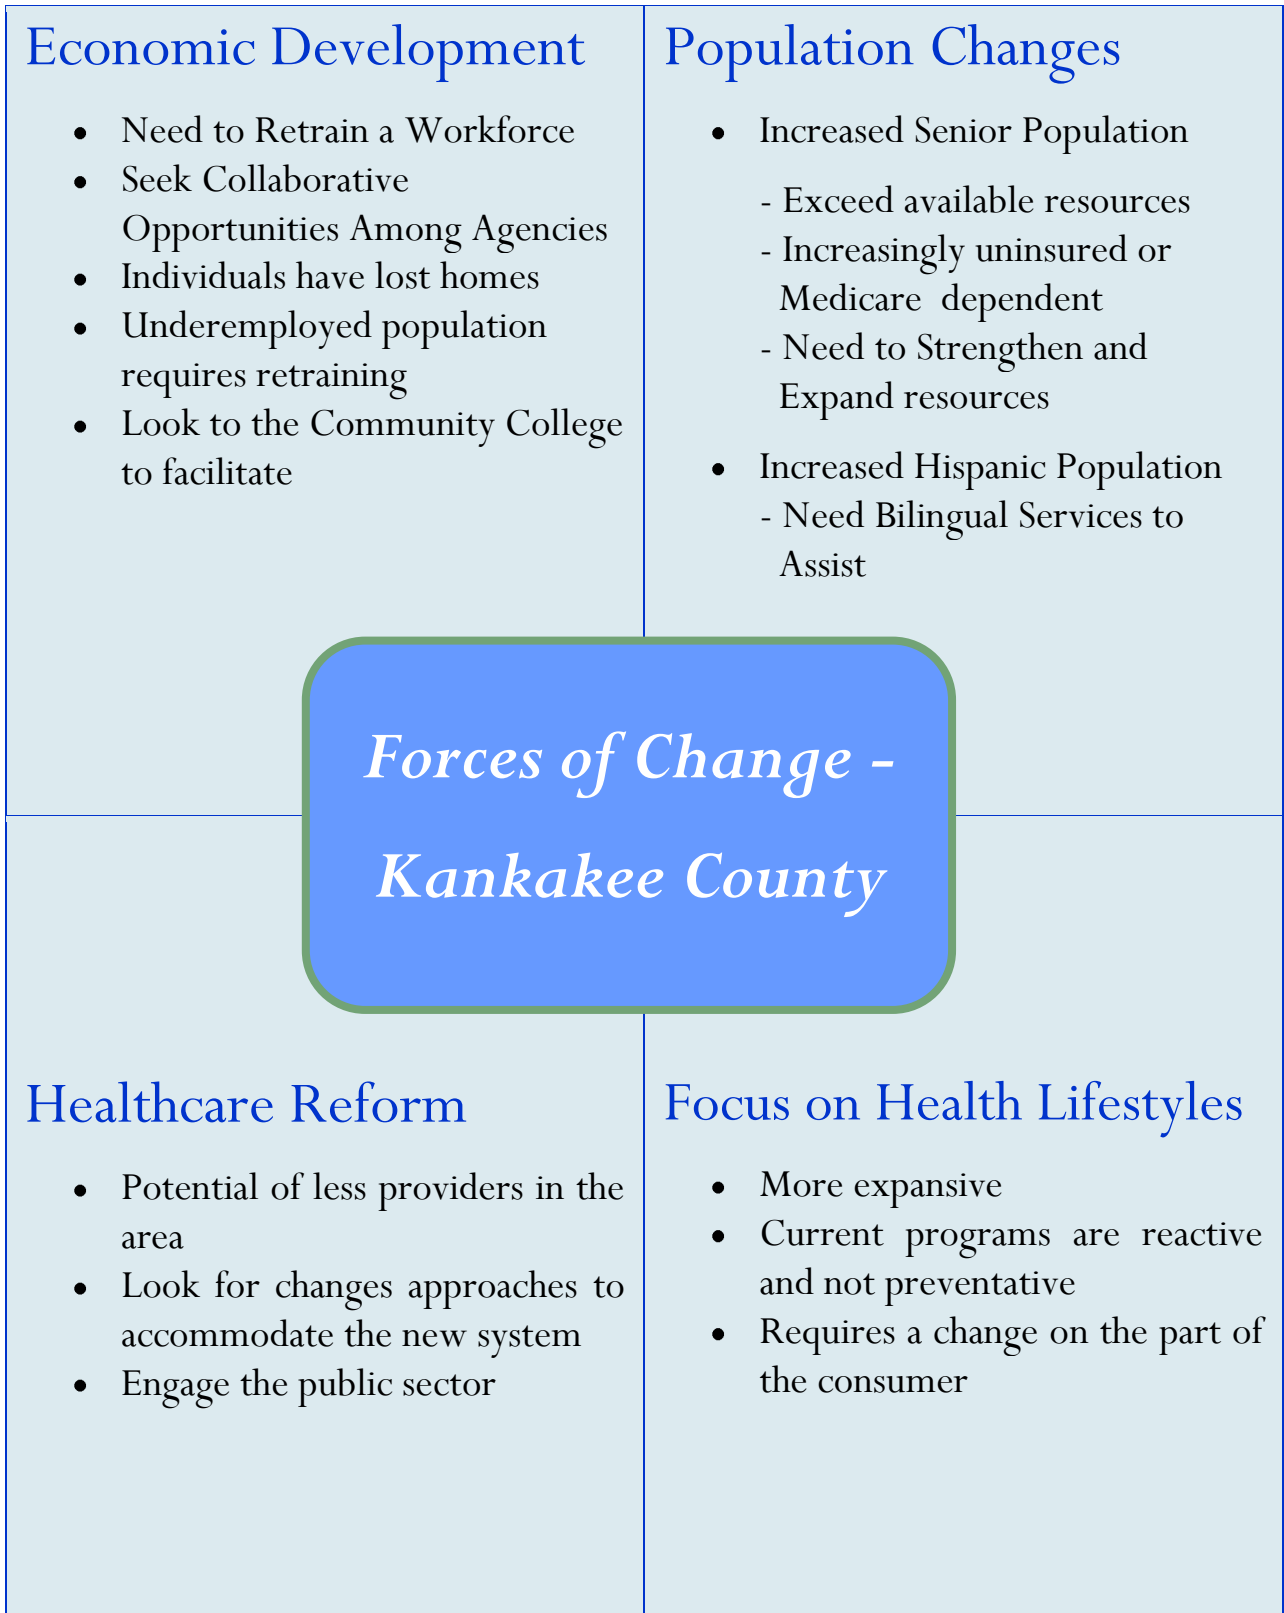 Economic Development
• Need to Retrain a Workforce
• Seek Collaborative
Opportunities Among Agencies
• Individuals have lost homes
• Underemployed population
requires retraining
• Look to the Community College
to facilitate
Population Changes
• Increased Senior Population
- Exceed available resources
- Increasingly uninsured or
Medicare dependent
- Need to Strengthen and
Expand resources
• Increased Hispanic Population
- Need Bilingual Services to
Assist
Forces of Change -
Kankakee County
Healthcare Reform
• Potential of less providers in the
area
• Look for changes approaches to
accommodate the new system
• Engage the public sector
Focus on Health Lifestyles
• More expansive
• Current programs are reactive
and not preventative
• Requires a change on the part of
the consumer